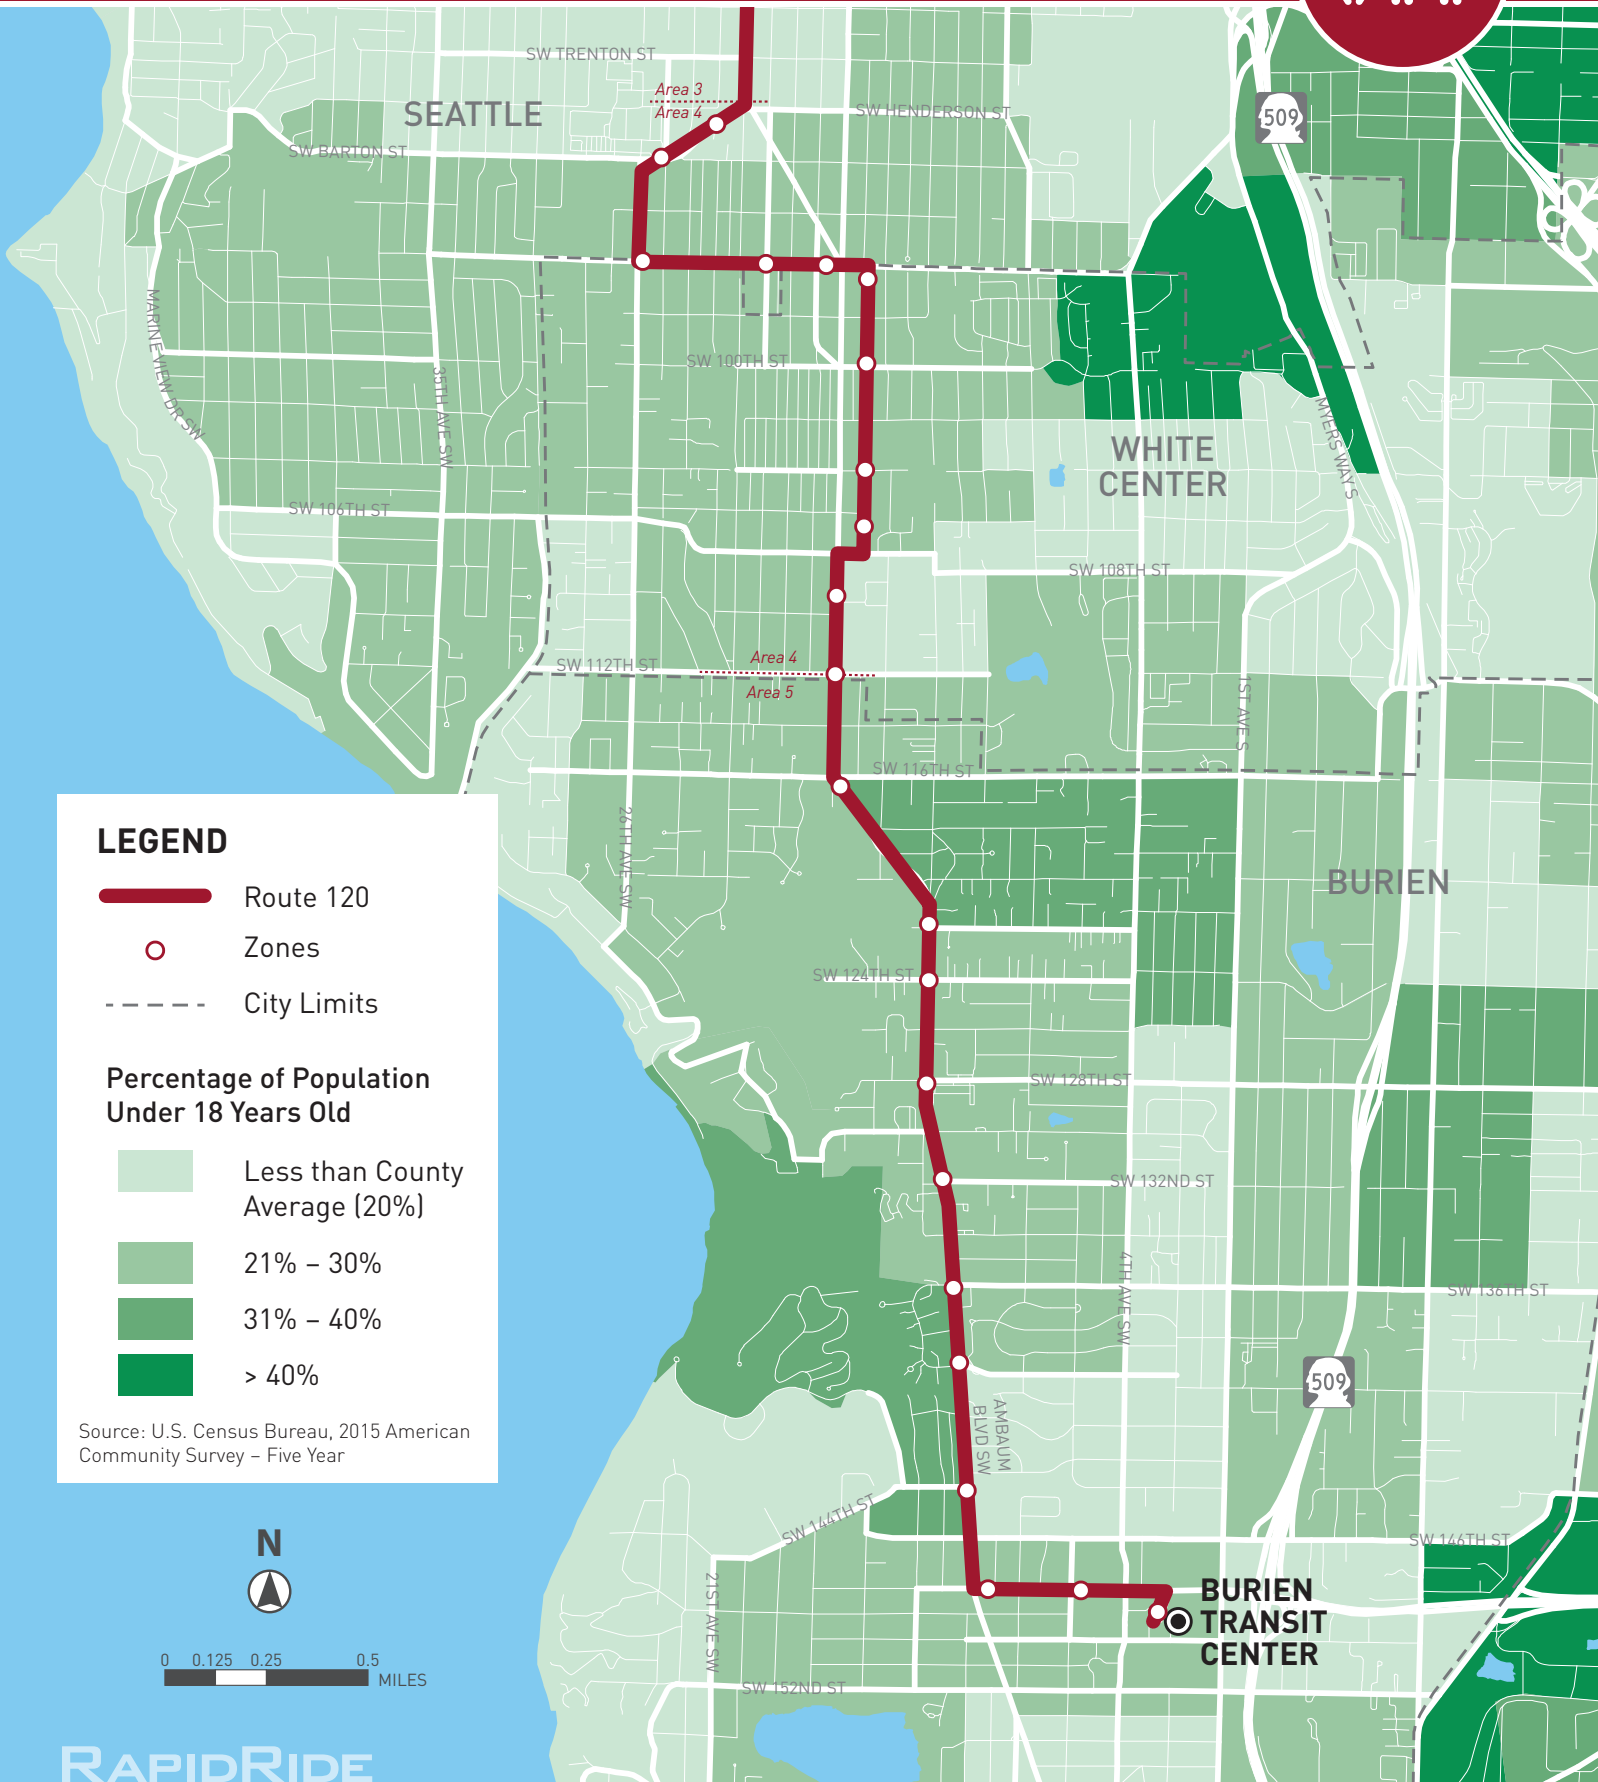 SW TRENTON ST
Area 3
Area 4
SEATTLE
SW HENDERSON ST
509
SW BARTON ST
MARINE VIEW DR SW
35TH AVE SW
SW 100TH ST
MYERS WAY S
WHITE
CENTER
SW 106TH ST
SW 108TH ST
SW 112TH ST
Area 4
Area 5
1ST AVE S
SW 116TH ST
26TH AVE SW
BURIEN
LEGEND
Route 120
Zones
City Limits
Percentage of Population
Under 18 Years Old
Less than County
Average (20%)
21% – 30%
31% – 40%
> 40%
Source: U.S. Census Bureau, 2015 American
Community Survey – Five Year
SW 124TH ST
SW 128TH ST
SW 132ND ST
4TH AVE SW
SW 136TH ST
509
AMBAUM
BLVD SW
SW 144TH ST
SW 146TH ST
21ST AVE SW
BURIEN
TRANSIT
CENTER
SW 152ND ST
N
0 0.125 0.25 0.5
MILES
RAPIDRIDE